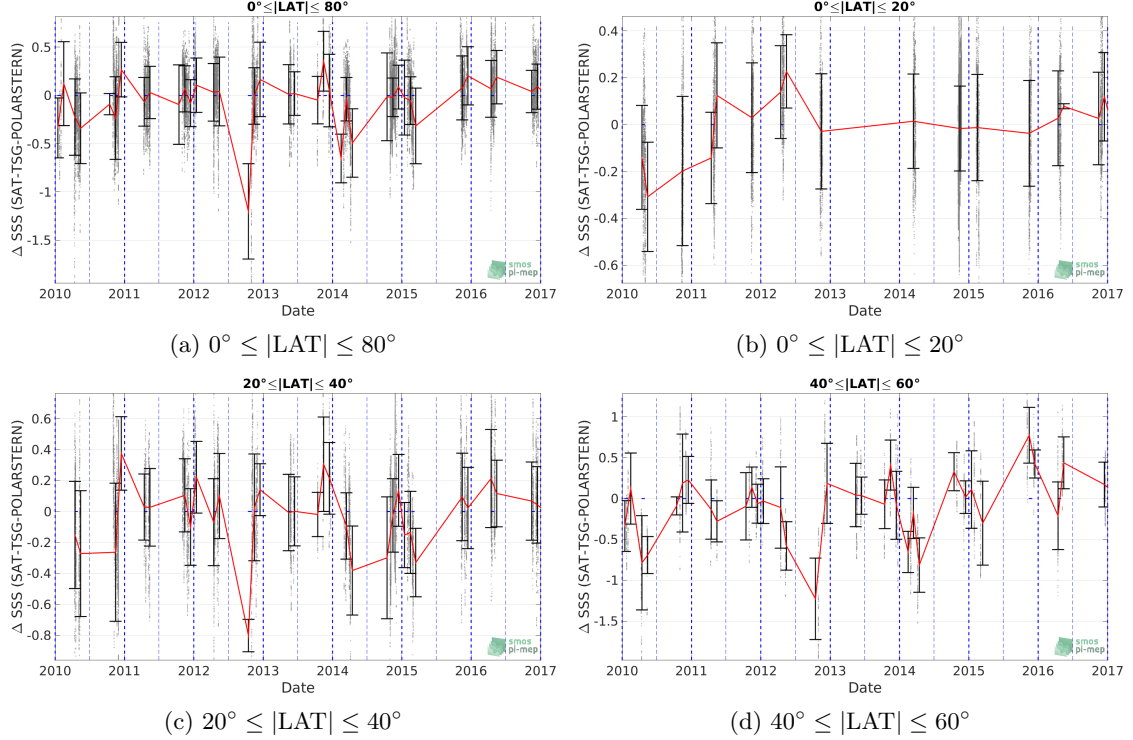 0°≤|LAT|≤ 80°
Δ SSS (SAT-TSG-POLARSTERN)
0.5
0
-0.5
-1
-1.5
smos
pi-mep
2010 2011 2012 2013 2014 2015 2016 2017
Date
(a) 0° ≤ |LAT| ≤ 80°
0°≤|LAT|≤ 20°
Δ SSS (SAT-TSG-POLARSTERN)
0.4
0.2
0
-0.2
-0.4
-0.6
smos
pi-mep
2010 2011 2012 2013 2014 2015 2016 2017
Date
(b) 0° ≤ |LAT| ≤ 20°
20°≤|LAT|≤ 40°
Δ SSS (SAT-TSG-POLARSTERN)
0.6
0.4
0.2
0
-0.2
-0.4
-0.6
-0.8
smos
pi-mep
2010 2011 2012 2013 2014 2015 2016 2017
Date
(c) 20° ≤ |LAT| ≤ 40°
40°≤|LAT|≤ 60°
Δ SSS (SAT-TSG-POLARSTERN)
1
0.5
0
-0.5
-1
-1.5
smos
pi-mep
2010 2011 2012 2013 2014 2015 2016 2017
Date
(d) 40° ≤ |LAT| ≤ 60°